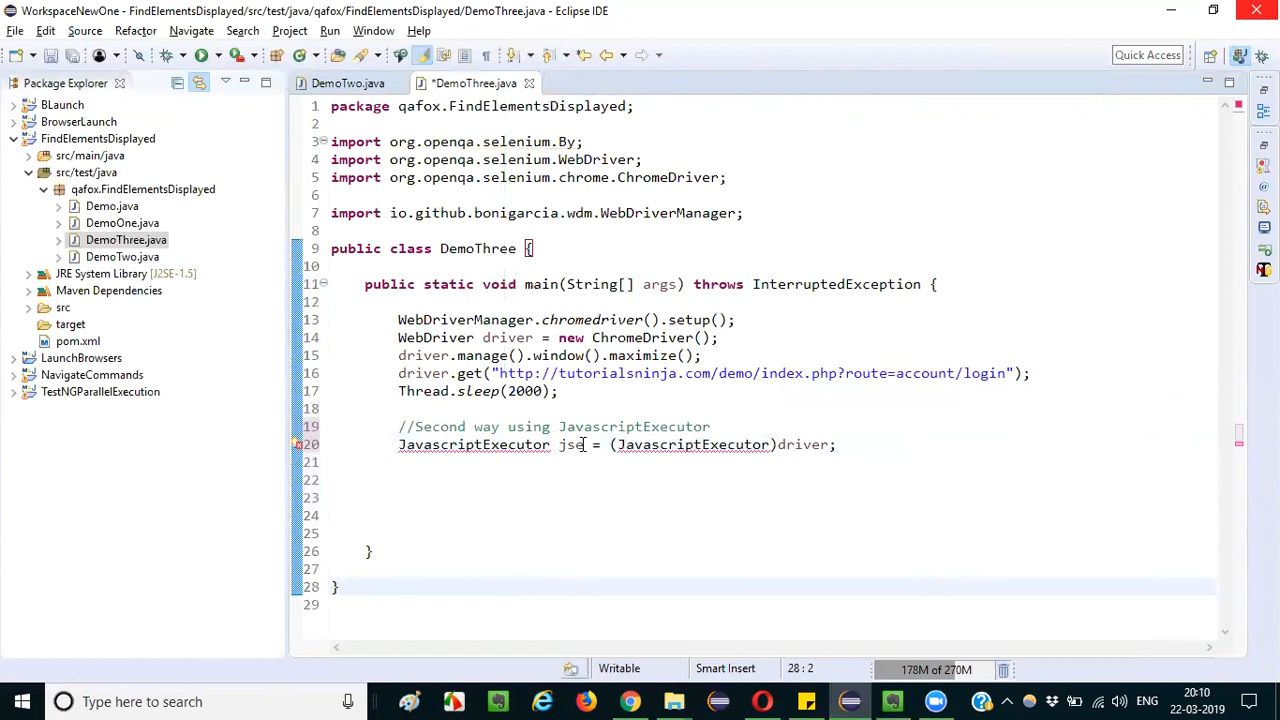 WorkspaceNewOne - FindElementsDisplayed/src/test/java/qafox/FindElementsDisplayed/DemoThree.java - Eclipse IDE
File Edit Source Refactor Navigate Search Project Run Window Help
Quick Access
Package Explorer
DemoTwo.java
*DemoThree.java
BLaunch
BrowserLaunch
FindElementsDisplayed
src/main/java
src/test/java
qafox.FindElementsDisplayed
Demo.java
DemoOne.java
DemoThree.java
DemoTwo.java
JRE System Library [J2SE-1.5]
Maven Dependencies
src
target
pom.xml
LaunchBrowsers
NavigateCommands
TestNGParallelExecution
1 package qafox.FindElementsDisplayed;
2
3 import org.openqa.selenium.By;
4 import org.openqa.selenium.WebDriver;
5 import org.openqa.selenium.chrome.ChromeDriver;
6
7 import io.github.bonigarcia.wdm.WebDriverManager;
8
9 public class DemoThree {
10
11 public static void main(String[] args) throws InterruptedException {
12
13 WebDriverManager.chromedriver().setup();
14 WebDriver driver = new ChromeDriver();
15 driver.manage().window().maximize();
16 driver.get("http://tutorialsninja.com/demo/index.php?route=account/login");
17 Thread.sleep(2000);
18
19 //Second way using JavascriptExecutor
20 JavascriptExecutor jse = (JavascriptExecutor)driver;
21
22
23
24
25
26 }
27
28 }
29
Writable Smart Insert 28 : 2 178M of 270M
Type here to search
ENG
20:10
22-03-2019